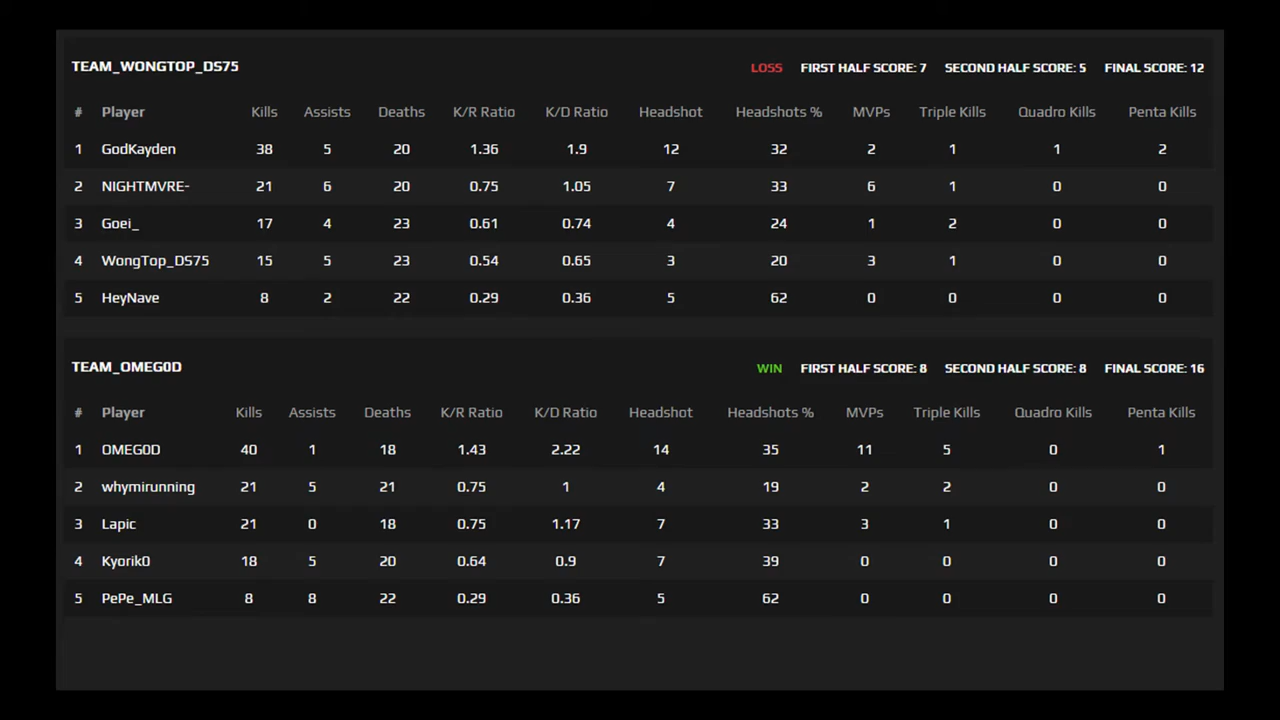 TEAM_WONGTOP_DS75 LOSS FIRST HALF SCORE: 7 SECOND HALF SCORE: 5 FINAL SCORE: 12
# Player Kills Assists Deaths K/R Ratio K/D Ratio Headshot Headshots % MVPs Triple Kills Quadro Kills Penta Kills
1 GodKayden 38 5 20 1.36 1.9 12 32 2 1 1 2
2 NIGHTMVRE- 21 6 20 0.75 1.05 7 33 6 1 0 0
3 Goei_ 17 4 23 0.61 0.74 4 24 1 2 0 0
4 WongTop_DS75 15 5 23 0.54 0.65 3 20 3 1 0 0
5 HeyNave 8 2 22 0.29 0.36 5 62 0 0 0 0
TEAM_OMEG0D WIN FIRST HALF SCORE: 8 SECOND HALF SCORE: 8 FINAL SCORE: 16
# Player Kills Assists Deaths K/R Ratio K/D Ratio Headshot Headshots % MVPs Triple Kills Quadro Kills Penta Kills
1 OMEG0D 40 1 18 1.43 2.22 14 35 11 5 0 1
2 whymirunning 21 5 21 0.75 1 4 19 2 2 0 0
3 Lapic 21 0 18 0.75 1.17 7 33 3 1 0 0
4 Kyorik0 18 5 20 0.64 0.9 7 39 0 0 0 0
5 PePe_MLG 8 8 22 0.29 0.36 5 62 0 0 0 0